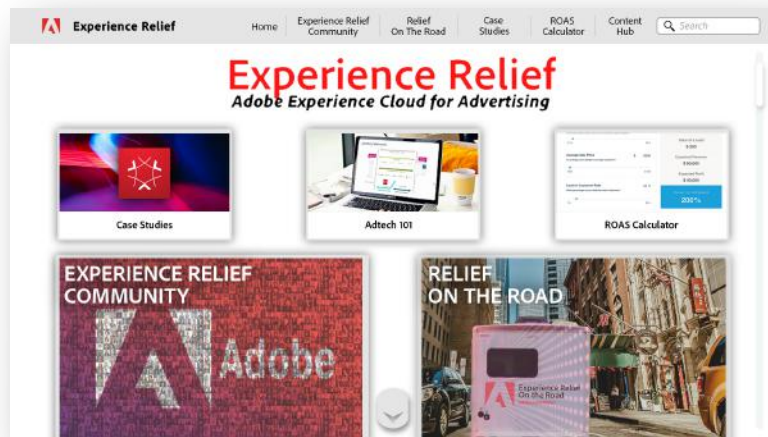 Experience Relief
Home
Experience Relief
Community
Relief
On The Road
Case
Studies
ROAS
Calculator
Content
Hub
Search
Experience Relief
Adobe Experience Cloud for Advertising
Case Studies
Adtech 101
200%
ROAS Calculator
EXPERIENCE RELIEF
COMMUNITY
Adobe
RELIEF
ON THE ROAD
Experience Relief
On the Road